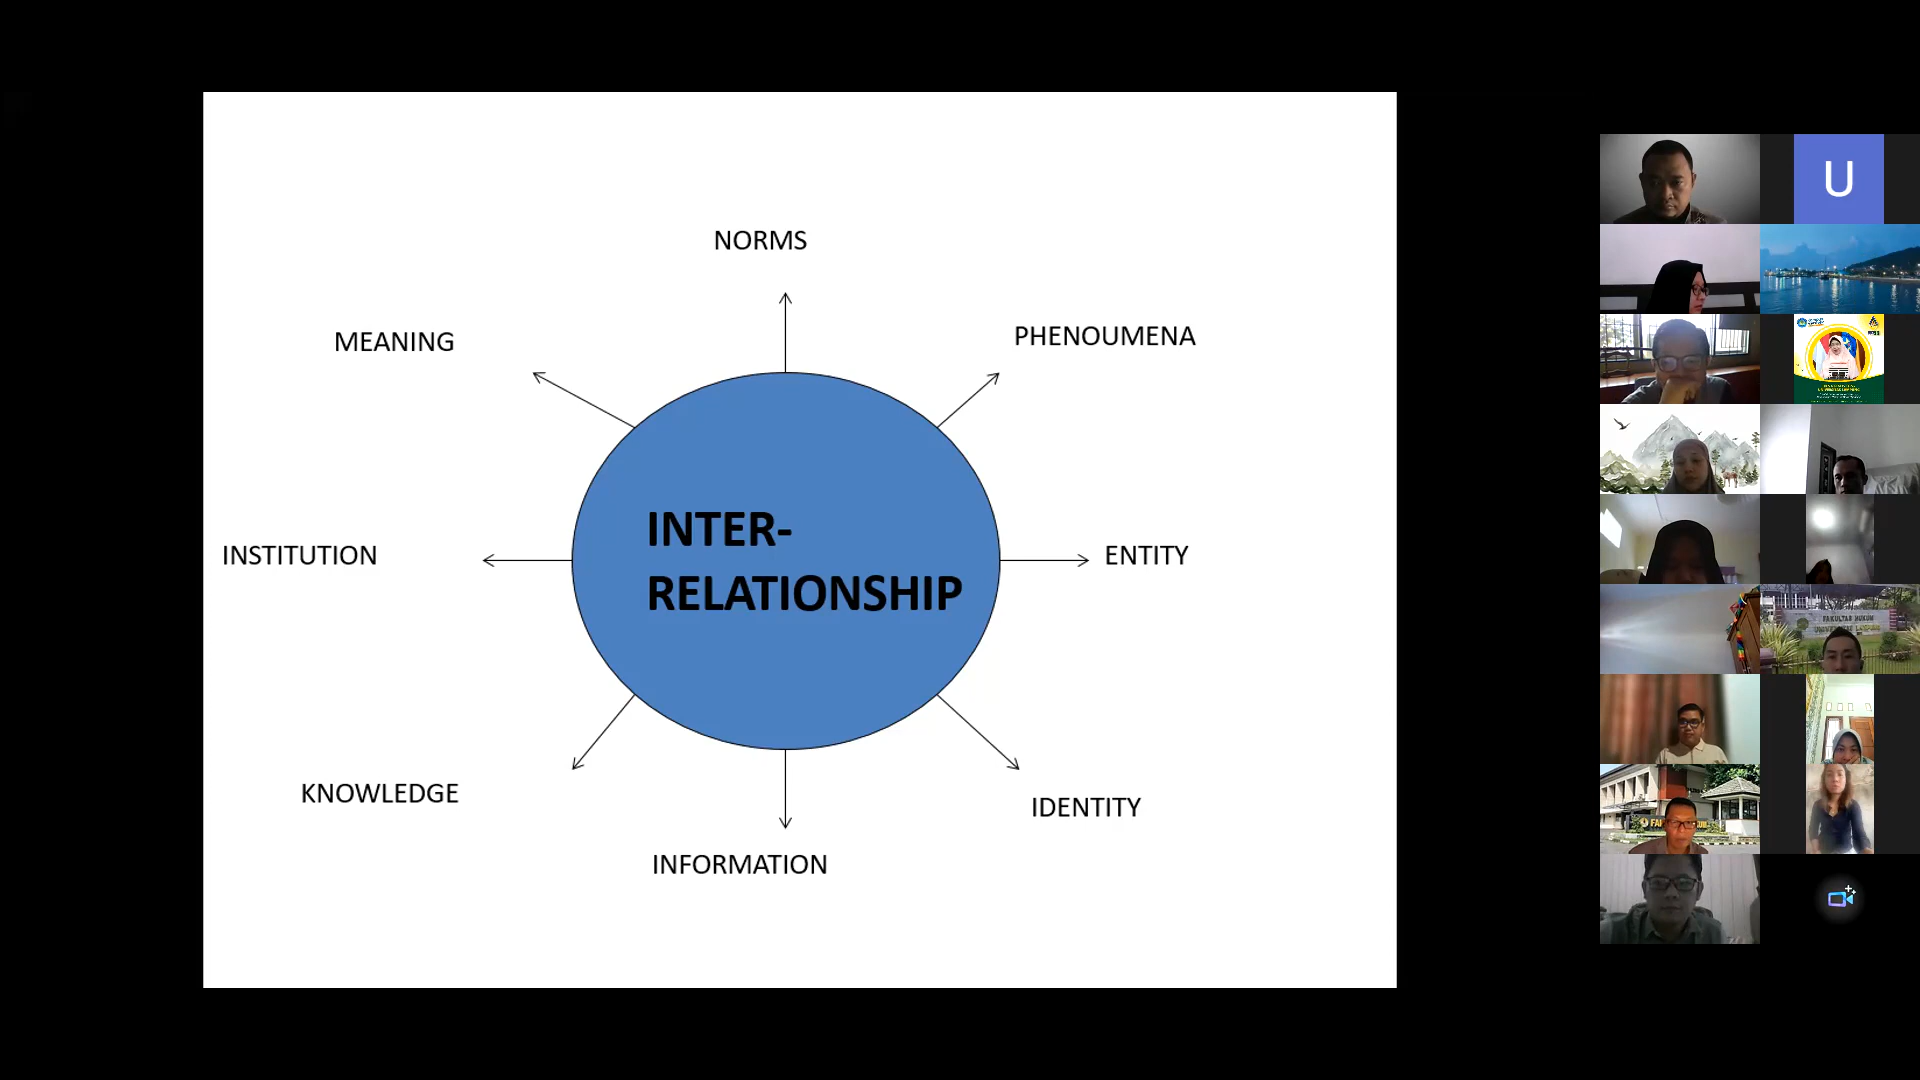 NORMS
MEANING
PHENOUMENA
INTER-
RELATIONSHIP
INSTITUTION
ENTITY
KNOWLEDGE
IDENTITY
INFORMATION
U
FAKULTAS HUKUM